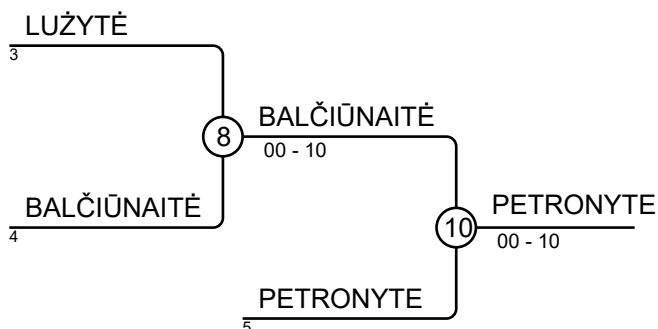 LUŽYTĖ
3
8
BALČIŪNAITĖ
00 - 10
BALČIŪNAITĖ
4
10
PETRONYTE
00 - 10
PETRONYTE
5